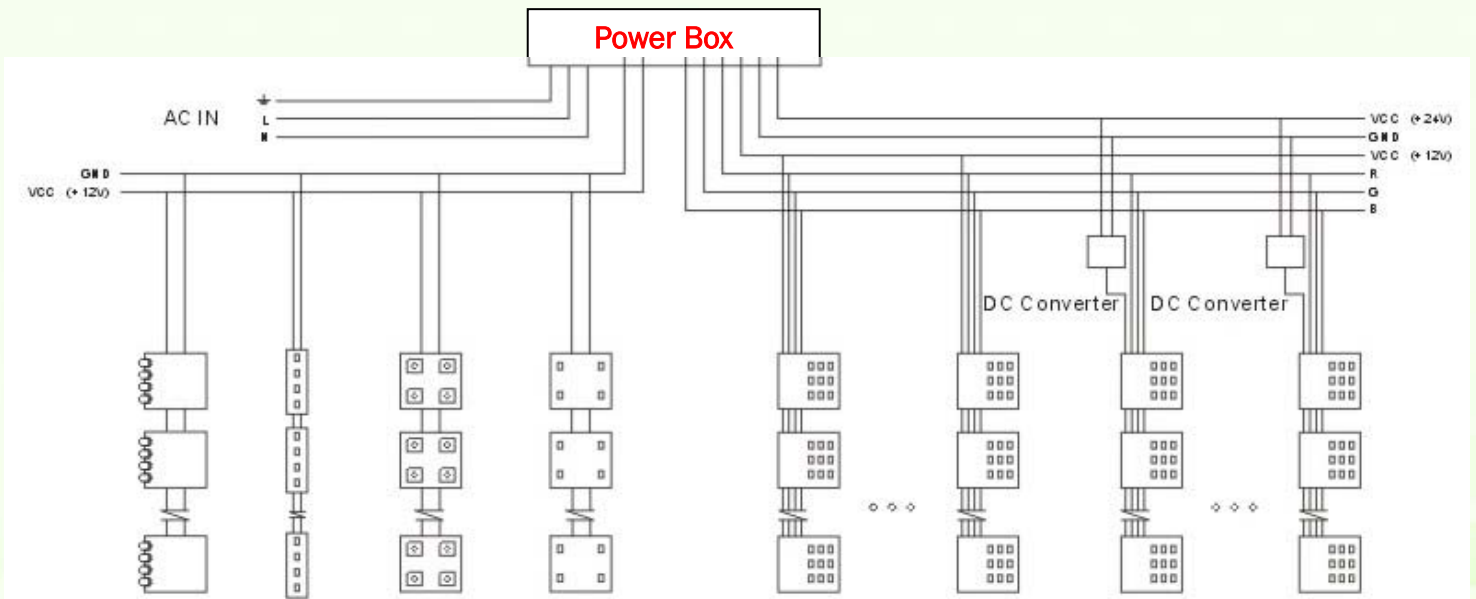 Power Box
AC IN
L
N
GND
VCC (+12V)
VCC (+24V)
GND
VCC (+12V)
R
G
B
DC Converter
DC Converter